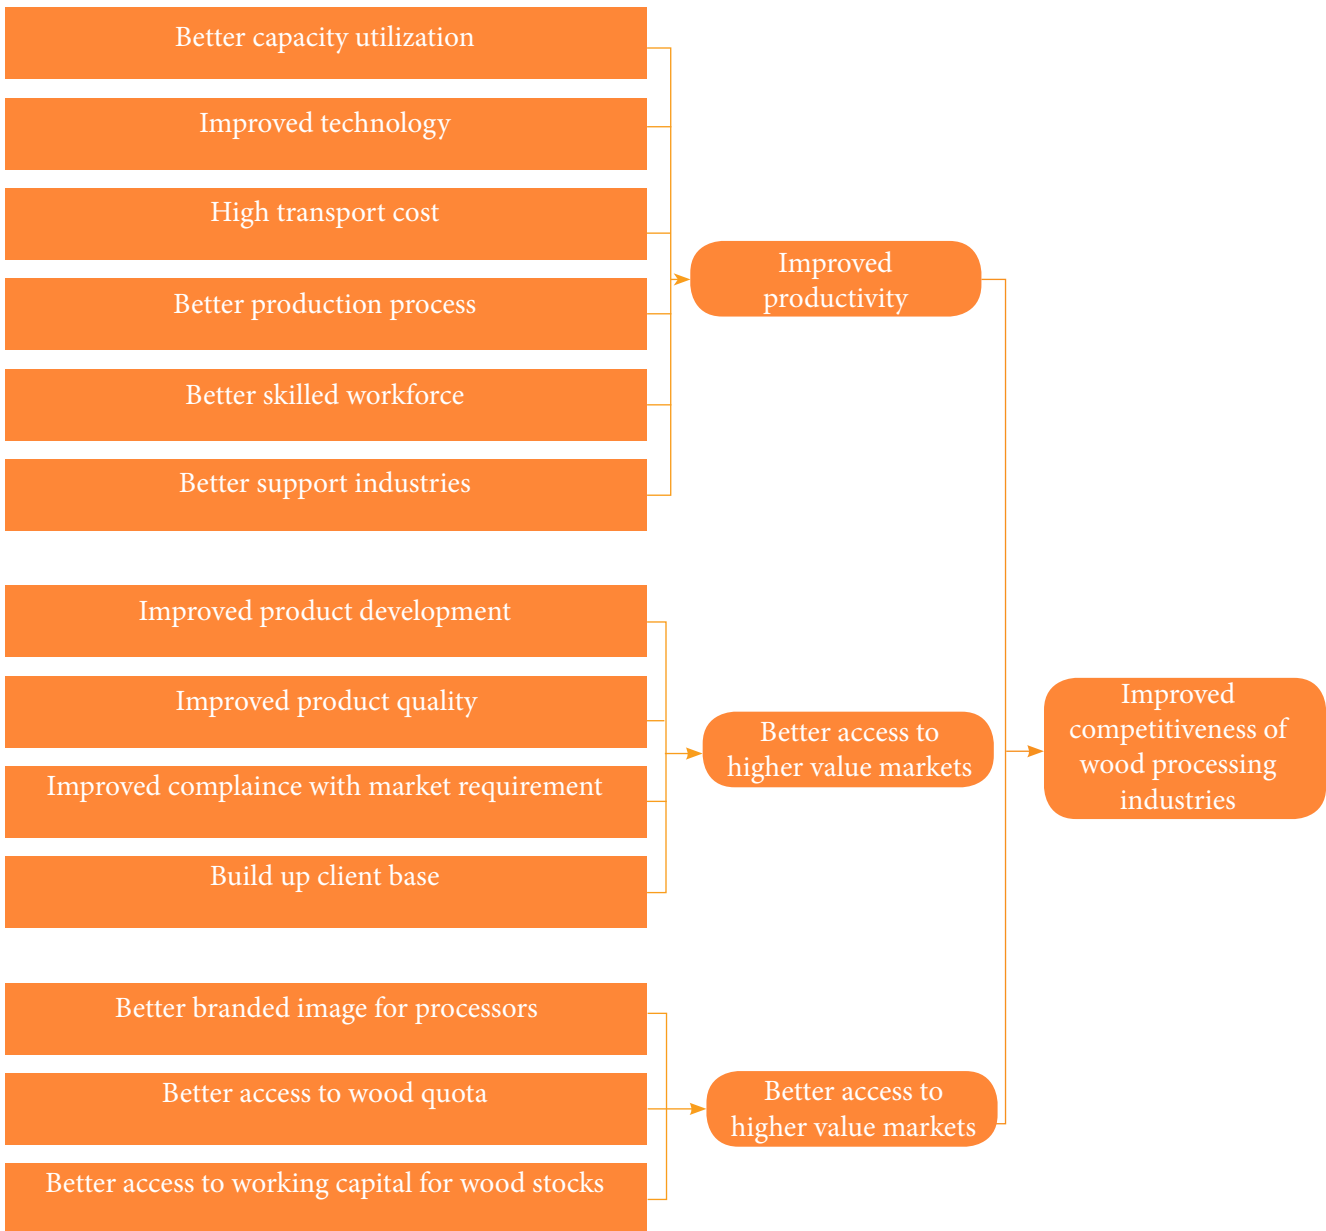 Better capacity utilization
Improved technology
High transport cost
Better production process
Better skilled workforce
Better support industries
Improved
productivity
Improved product development
Improved product quality
Improved complaince with market requirement
Build up client base
Better access to
higher value markets
Better branded image for processors
Better access to wood quota
Better access to working capital for wood stocks
Better access to
higher value markets
Improved
competitiveness of
wood processing
industries